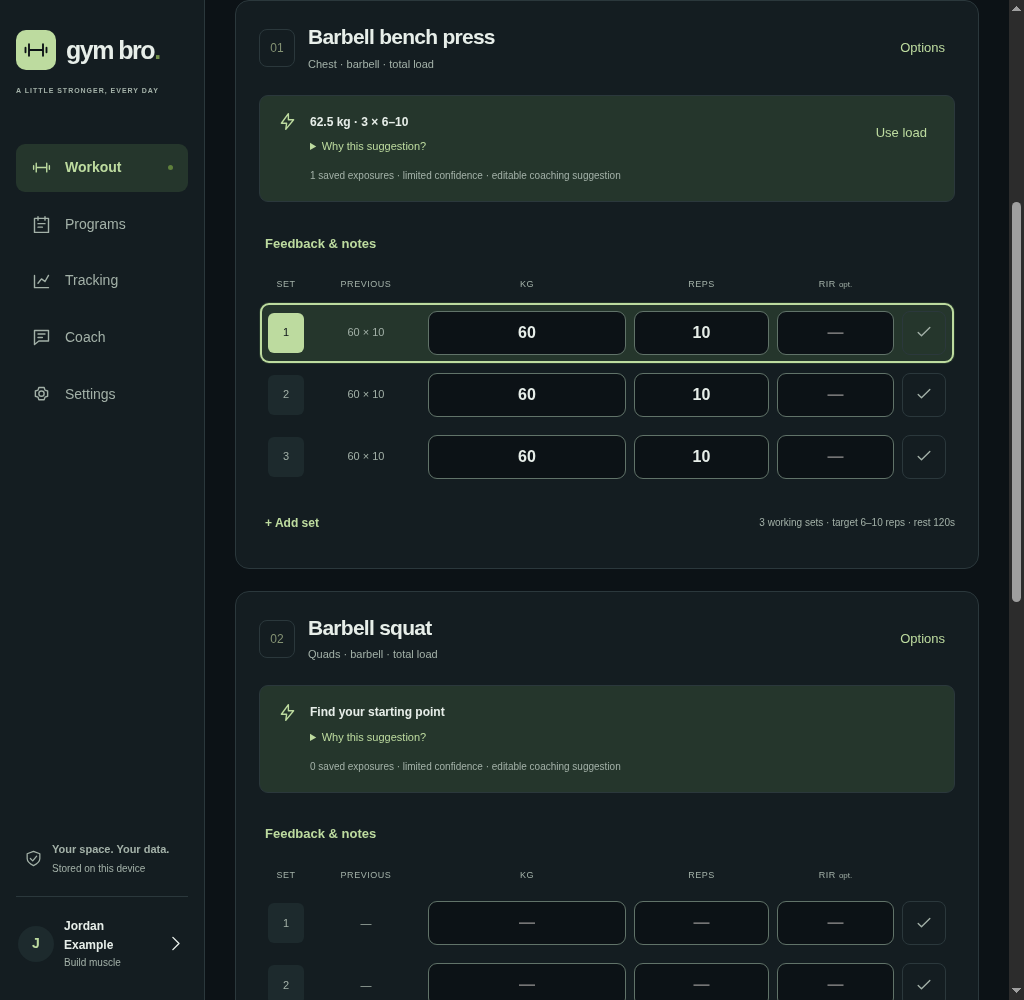 gym bro.
A LITTLE STRONGER, EVERY DAY
Workout
Programs
Tracking
Coach
Settings
Your space. Your data.
Stored on this device
J
Jordan
Example
Build muscle
01
Barbell bench press
Chest · barbell · total load
Options
62.5 kg · 3 × 6–10
Why this suggestion?
1 saved exposures · limited confidence · editable coaching suggestion
Use load
Feedback & notes
SET PREVIOUS KG REPS RIR opt.
1 60 × 10 60 10 —
2 60 × 10 60 10 —
3 60 × 10 60 10 —
+ Add set
3 working sets · target 6–10 reps · rest 120s
02
Barbell squat
Quads · barbell · total load
Options
Find your starting point
Why this suggestion?
0 saved exposures · limited confidence · editable coaching suggestion
Feedback & notes
SET PREVIOUS KG REPS RIR opt.
1 — — — —
2 — — — —